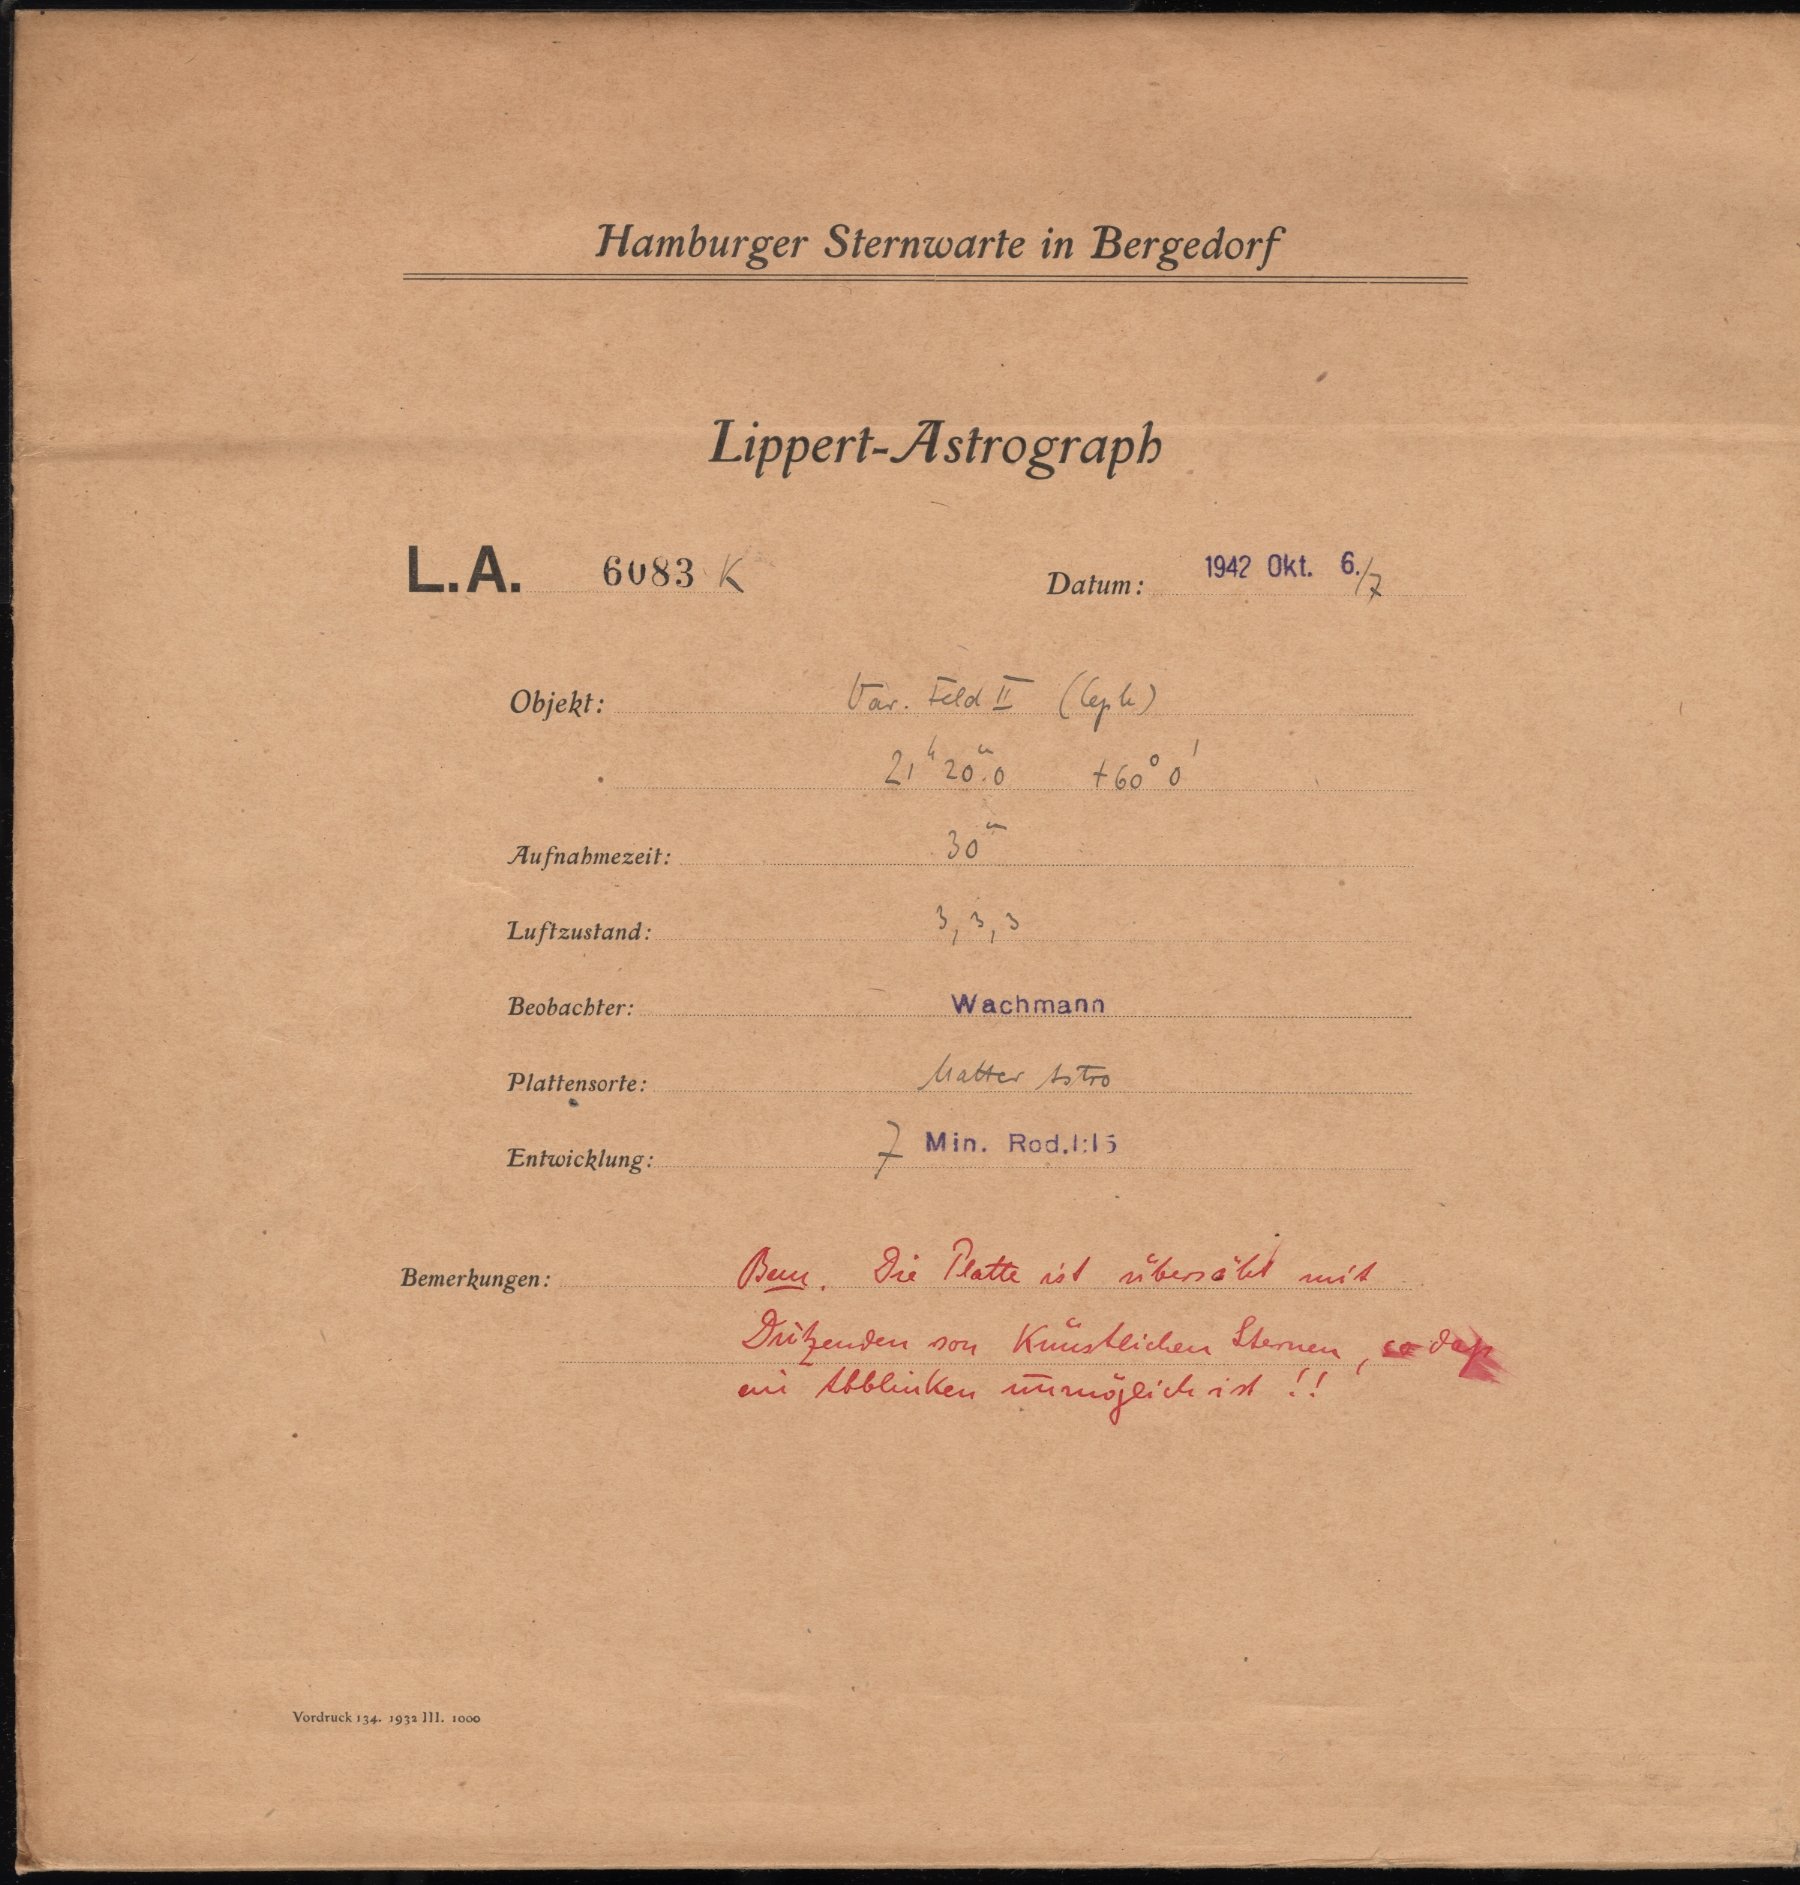 Hamburger Sternwarte in Bergedorf
Lippert-Astrograph
L.A. 6083 K Datum: 1942 Okt. 6./7
Objekt: Var. Feld II (Ceph)
21h 20m.0 +60° 0'
Aufnahmezeit: 30m
Luftzustand: 3, 3, 3
Beobachter: Wachmann
Plattensorte: Matter Astro
Entwicklung: 7 Min. Rod.1:15
Bemerkungen: Bem. Die Platte ist übersäht mit
Dutzenden von Künstlichen Sternen, so daß
ein Abblinken unmöglich ist !!
Vordruck 134. 1932 III. 1000